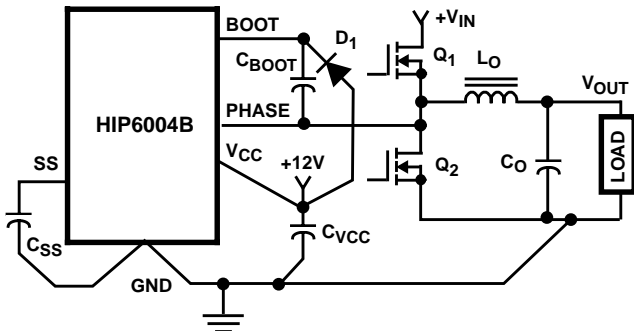 +VIN
BOOT
D1
Q1
CBOOT
LO
VOUT
PHASE
HIP6004B
VCC
+12V
SS
Q2
CO
LOAD
CSS
CVCC
GND